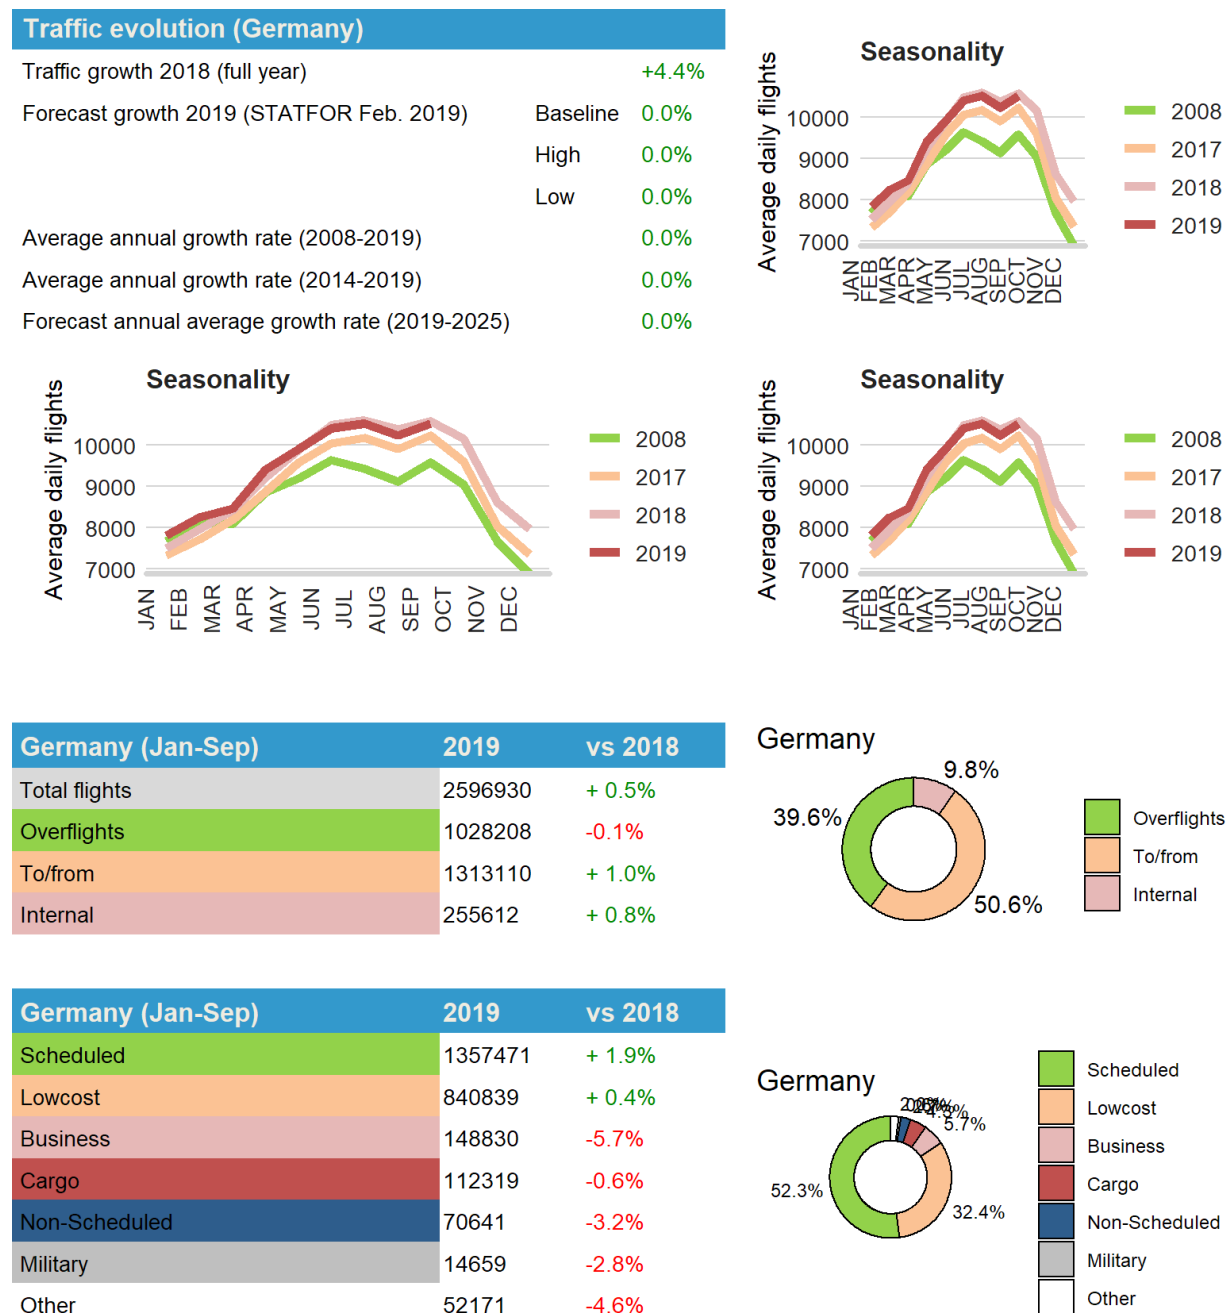 Traffic evolution (Germany)
Traffic growth 2018 (full year) +4.4%
Forecast growth 2019 (STATFOR Feb. 2019) Baseline 0.0%
High 0.0%
Low 0.0%
Average annual growth rate (2008-2019) 0.0%
Average annual growth rate (2014-2019) 0.0%
Forecast annual average growth rate (2019-2025) 0.0%
Seasonality
Average daily flights
10000
9000
8000
7000
JAN FEB MAR APR MAY JUN JUL AUG SEP OCT NOV DEC
2008
2017
2018
2019
Seasonality
Average daily flights
10000
9000
8000
7000
JAN FEB MAR APR MAY JUN JUL AUG SEP OCT NOV DEC
2008
2017
2018
2019
Seasonality
Average daily flights
10000
9000
8000
7000
JAN FEB MAR APR MAY JUN JUL AUG SEP OCT NOV DEC
2008
2017
2018
2019
Germany (Jan-Sep) 2019 vs 2018
Total flights 2596930 + 0.5%
Overflights 1028208 -0.1%
To/from 1313110 + 1.0%
Internal 255612 + 0.8%
Germany
9.8%
39.6%
50.6%
Overflights
To/from
Internal
Germany (Jan-Sep) 2019 vs 2018
Scheduled 1357471 + 1.9%
Lowcost 840839 + 0.4%
Business 148830 -5.7%
Cargo 112319 -0.6%
Non-Scheduled 70641 -3.2%
Military 14659 -2.8%
Other 52171 -4.6%
Germany
5.7%
52.3%
32.4%
Scheduled
Lowcost
Business
Cargo
Non-Scheduled
Military
Other